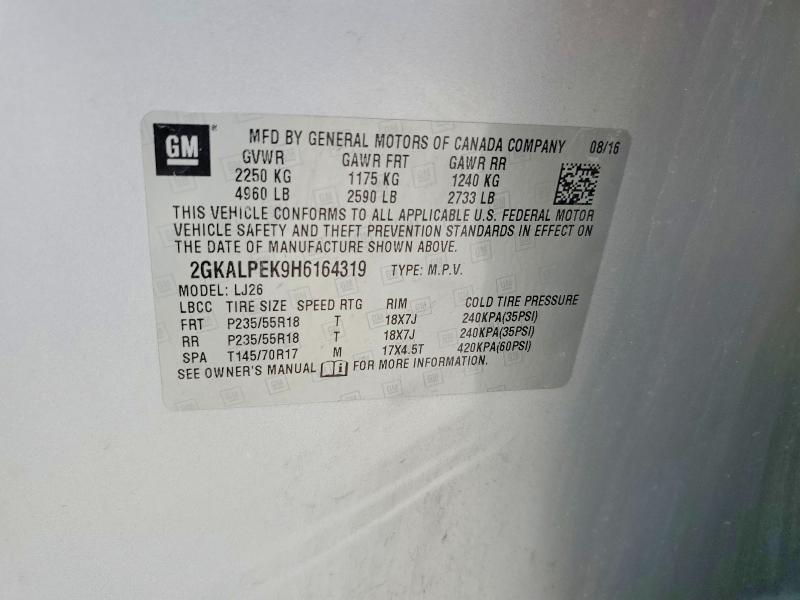 GM ® MFD BY GENERAL MOTORS OF CANADA COMPANY 08/16
GVWR GAWR FRT GAWR RR
2250 KG 1175 KG 1240 KG
4960 LB 2590 LB 2733 LB
THIS VEHICLE CONFORMS TO ALL APPLICABLE U.S. FEDERAL MOTOR
VEHICLE SAFETY AND THEFT PREVENTION STANDARDS IN EFFECT ON
THE DATE OF MANUFACTURE SHOWN ABOVE.
2GKALPEK9H6164319 TYPE: M.P.V.
MODEL: LJ26
LBCC TIRE SIZE SPEED RTG RIM COLD TIRE PRESSURE
FRT P235/55R18 T 18X7J 240KPA(35PSI)
RR P235/55R18 T 18X7J 240KPA(35PSI)
SPA T145/70R17 M 17X4.5T 420KPA(60PSI)
SEE OWNER'S MANUAL FOR MORE INFORMATION.